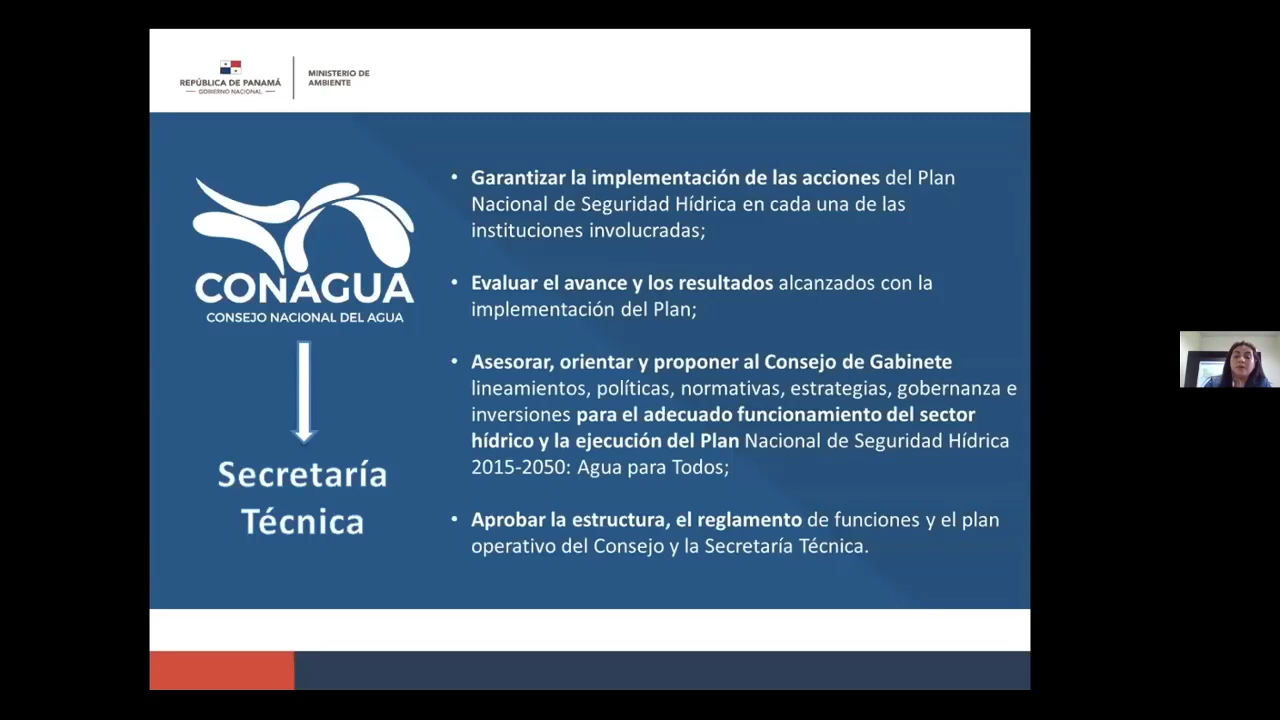 REPÚBLICA DE PANAMÁ
— GOBIERNO NACIONAL —
MINISTERIO DE
AMBIENTE
CONAGUA
CONSEJO NACIONAL DEL AGUA
Secretaría
Técnica
• Garantizar la implementación de las acciones del Plan
Nacional de Seguridad Hídrica en cada una de las
instituciones involucradas;
• Evaluar el avance y los resultados alcanzados con la
implementación del Plan;
• Asesorar, orientar y proponer al Consejo de Gabinete
lineamientos, políticas, normativas, estrategias, gobernanza e
inversiones para el adecuado funcionamiento del sector
hídrico y la ejecución del Plan Nacional de Seguridad Hídrica
2015-2050: Agua para Todos;
• Aprobar la estructura, el reglamento de funciones y el plan
operativo del Consejo y la Secretaría Técnica.